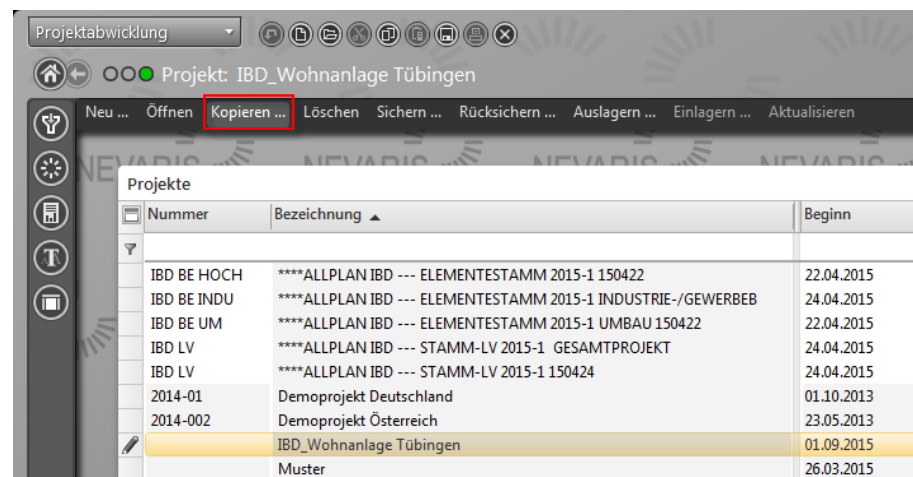 Projektabwicklung
Projekt: IBD_Wohnanlage Tübingen
Neu ... Öffnen Kopieren ... Löschen Sichern ... Rücksichern ... Auslagern ... Einlagern ... Aktualisieren
NEVARIS NEVARIS NEVARIS NEVARIS
Projekte
Nummer Bezeichnung Beginn
IBD BE HOCH ****ALLPLAN IBD --- ELEMENTESTAMM 2015-1 150422 22.04.2015
IBD BE INDU ****ALLPLAN IBD --- ELEMENTESTAMM 2015-1 INDUSTRIE-/GEWERBEB 24.04.2015
IBD BE UM ****ALLPLAN IBD --- ELEMENTESTAMM 2015-1 UMBAU 150422 22.04.2015
IBD LV ****ALLPLAN IBD --- STAMM-LV 2015-1 GESAMTPROJEKT 24.04.2015
IBD LV ****ALLPLAN IBD --- STAMM-LV 2015-1 150424 24.04.2015
2014-01 Demoprojekt Deutschland 01.10.2013
2014-002 Demoprojekt Österreich 23.05.2013
IBD_Wohnanlage Tübingen 01.09.2015
Muster 26.03.2015